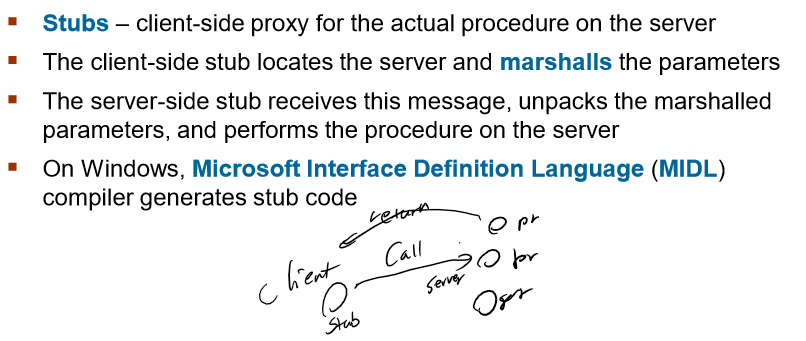 Stubs – client-side proxy for the actual procedure on the server
The client-side stub locates the server and marshalls the parameters
The server-side stub receives this message, unpacks the marshalled
parameters, and performs the procedure on the server
On Windows, Microsoft Interface Definition Language (MIDL)
compiler generates stub code
return
pr
Call
pr
Client
Server
Stub